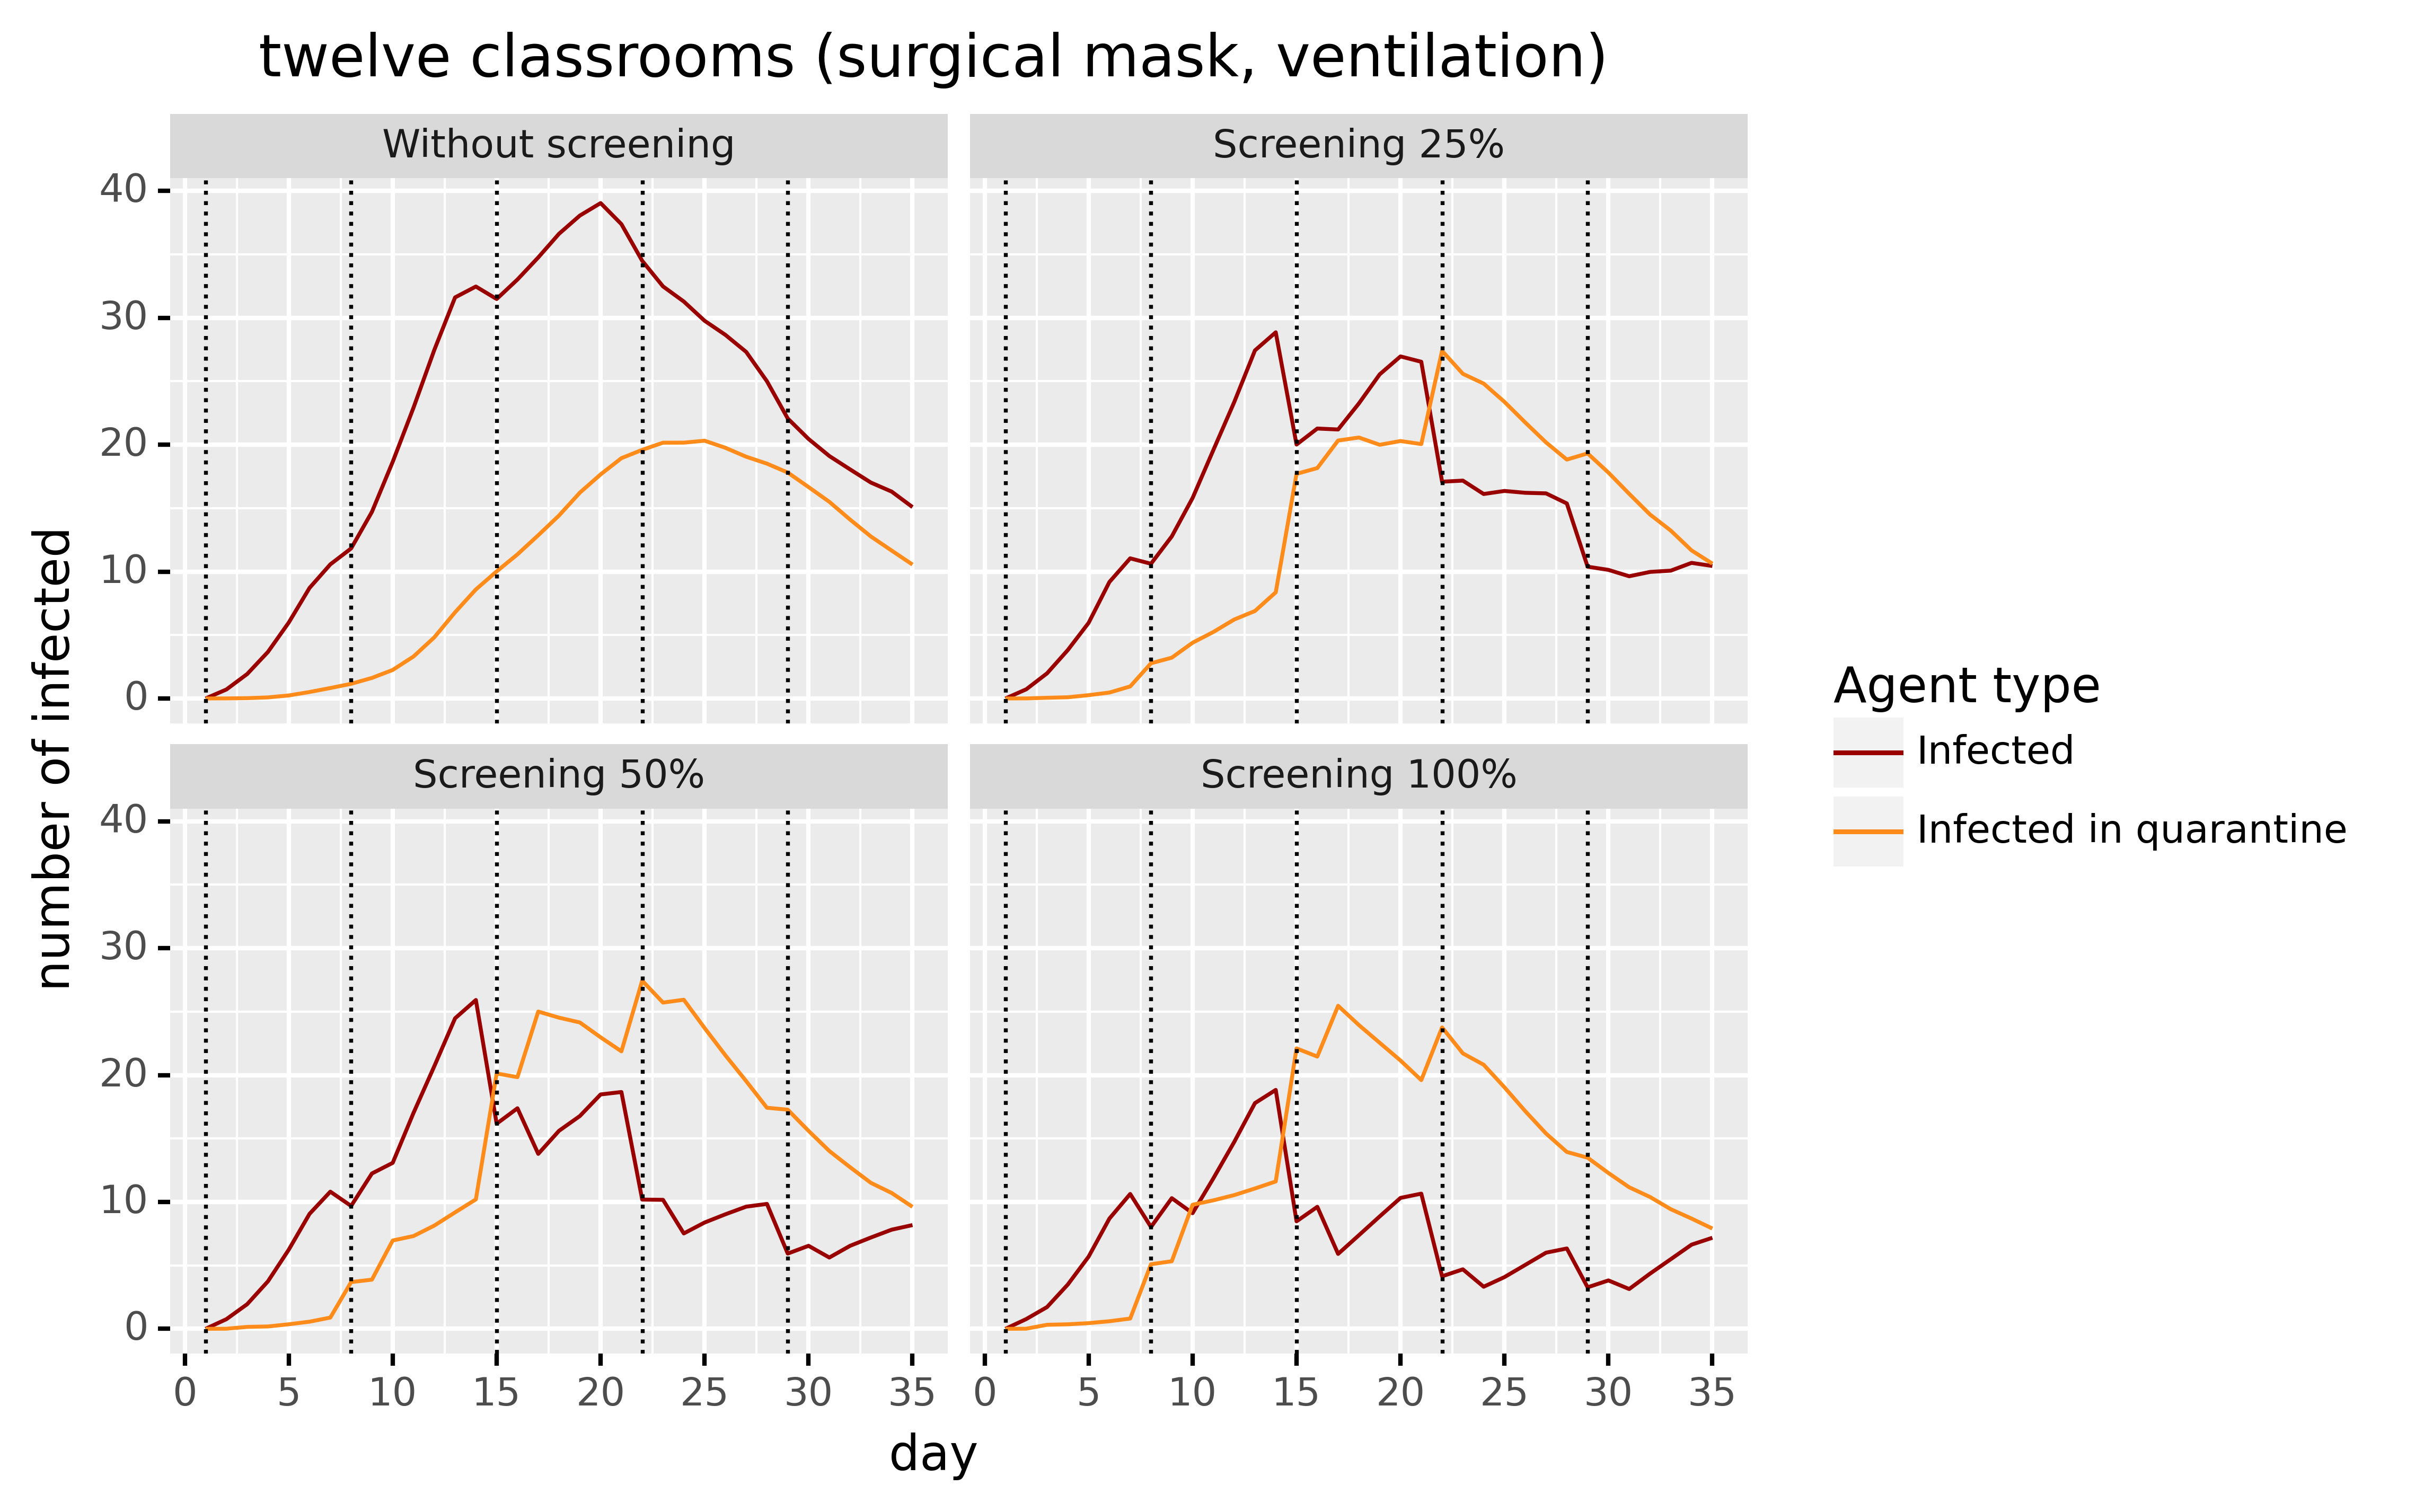 twelve classrooms (surgical mask, ventilation)
Without screening
Screening 25%
40
30
20
10
0
number of infected
Screening 50%
Screening 100%
40
30
20
10
0
0 5 10 15 20 25 30 35
0 5 10 15 20 25 30 35
day
Agent type
Infected
Infected in quarantine